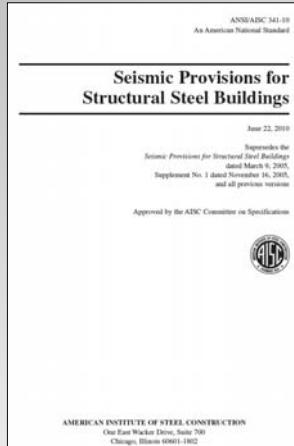 ANSI/AISC 341-10
An American National Standard
Seismic Provisions for
Structural Steel Buildings
June 22, 2010
Supersedes the
Seismic Provisions for Structural Steel Buildings
dated March 9, 2005,
Supplement No. 1 dated November 16, 2005,
and all previous versions
Approved by the AISC Committee on Specifications
AISC
AMERICAN INSTITUTE OF STEEL CONSTRUCTION
One East Wacker Drive, Suite 700
Chicago, Illinois 60601-1802